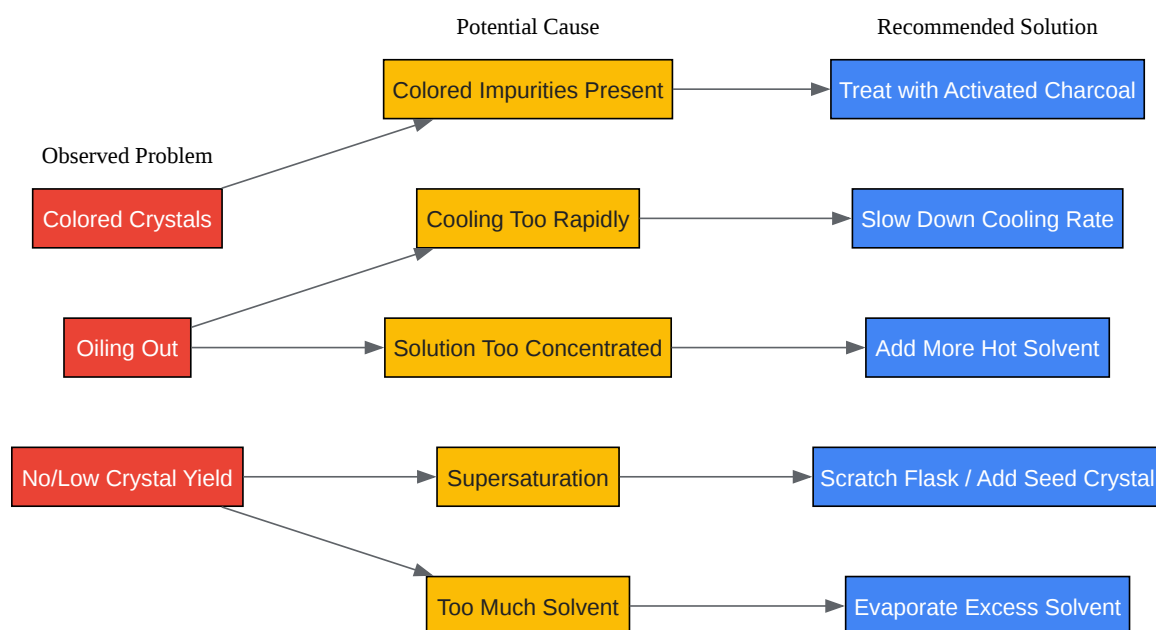 Potential Cause
Recommended Solution
Colored Impurities Present
Treat with Activated Charcoal
Observed Problem
Colored Crystals
Cooling Too Rapidly
Slow Down Cooling Rate
Oiling Out
Solution Too Concentrated
Add More Hot Solvent
No/Low Crystal Yield
Supersaturation
Scratch Flask / Add Seed Crystal
Too Much Solvent
Evaporate Excess Solvent